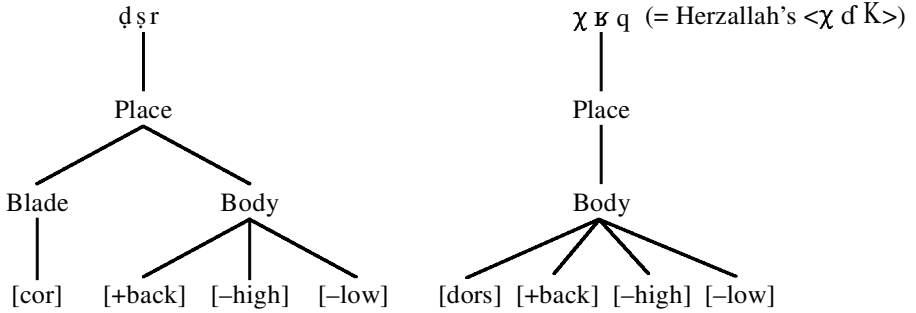 ḍ ṣ r χ ʁ q (= Herzallah's <χ ɗ K>)
Place Place
Blade Body Body
[cor] [+back] [–high] [–low] [dors] [+back] [–high] [–low]